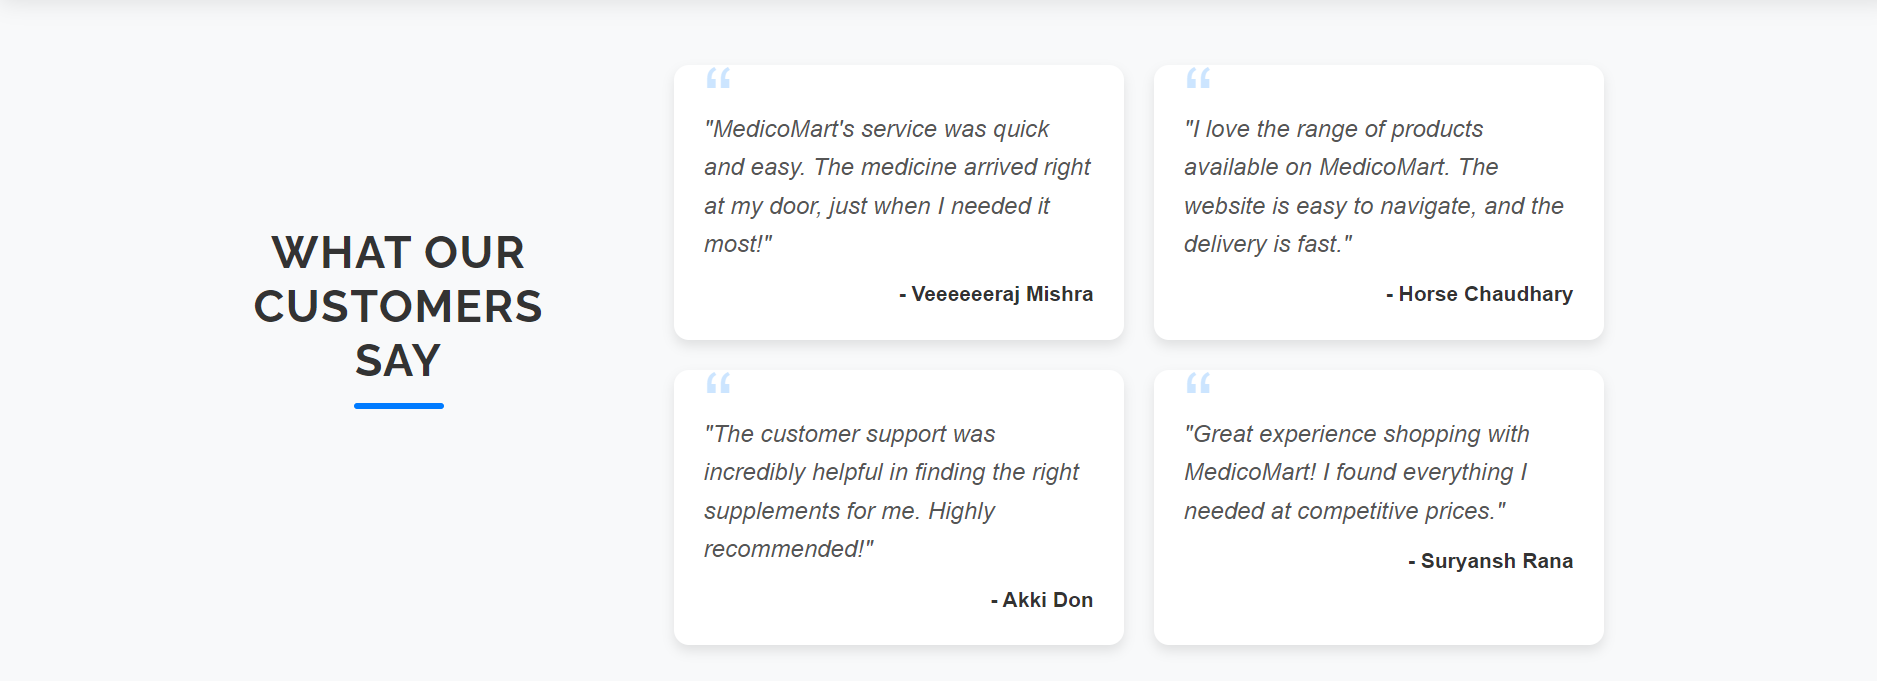 WHAT OUR
CUSTOMERS
SAY
“
"MedicoMart's service was quick
and easy. The medicine arrived right
at my door, just when I needed it
most!"
- Veeeeeeraj Mishra
“
"I love the range of products
available on MedicoMart. The
website is easy to navigate, and the
delivery is fast."
- Horse Chaudhary
“
"The customer support was
incredibly helpful in finding the right
supplements for me. Highly
recommended!"
- Akki Don
“
"Great experience shopping with
MedicoMart! I found everything I
needed at competitive prices."
- Suryansh Rana